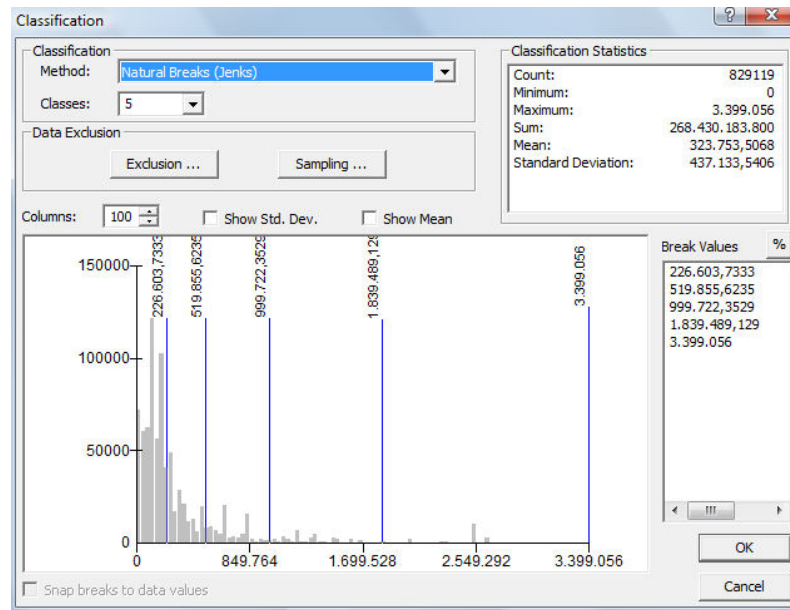 Classification
Classification
Method: Natural Breaks (Jenks)
Classes: 5
Data Exclusion
Exclusion ... Sampling ...
Classification Statistics
Count: 829119
Minimum: 0
Maximum: 3.399.056
Sum: 268.430.183.800
Mean: 323.753,5068
Standard Deviation: 437.133,5406
Columns: 100 Show Std. Dev. Show Mean
Break Values %
226.603,7333
519.855,6235
999.722,3529
1.839.489,129
3.399.056
226.603,7333
519.855,6235
999.722,3529
1.839.489,129
3.399.056
150000
100000
50000
0
0 849.764 1.699.528 2.549.292 3.399.056
OK
Cancel
Snap breaks to data values